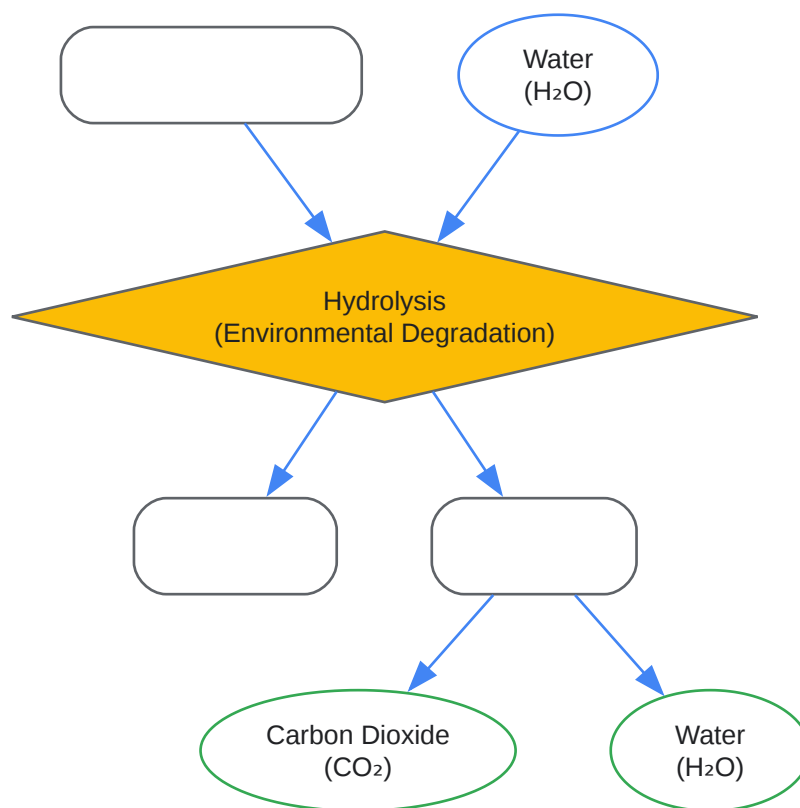 Water
(H₂O)
Hydrolysis
(Environmental Degradation)
Carbon Dioxide
(CO₂)
Water
(H₂O)